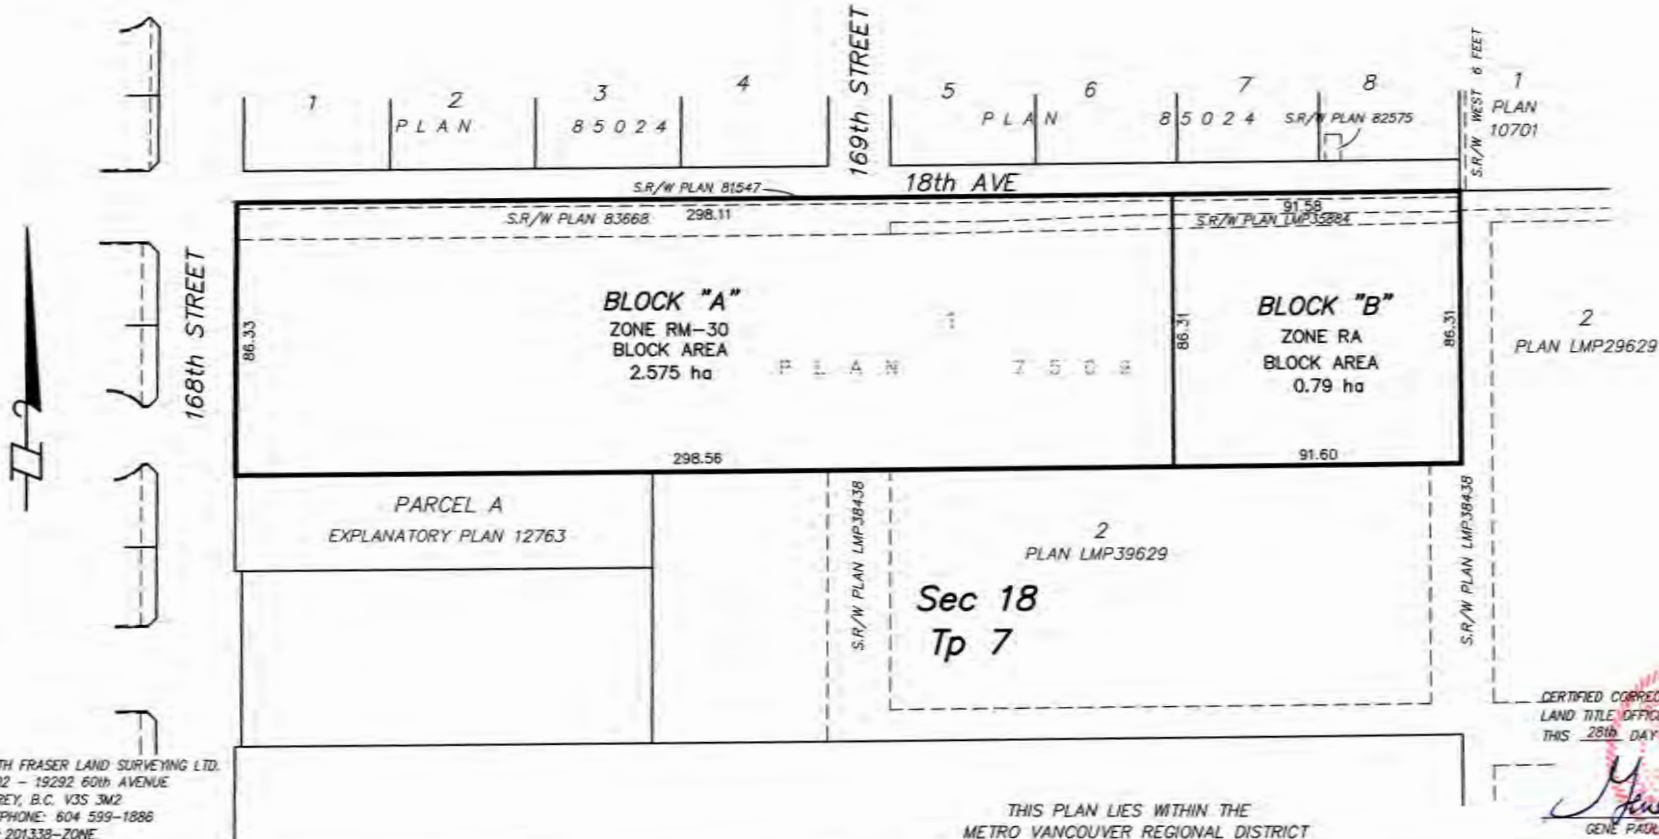 169th STREET
S.R/W WEST 6 FEET
1
2
3
4
5
6
7
8
1
PLAN
10701
PLAN 85024
PLAN 85024
S.R/W PLAN 82575
S.R/W PLAN 81547
18th AVE
S.R/W PLAN 83668
298.11
91.58
S.R/W PLAN LMP35884
168th STREET
86.33
BLOCK "A"
ZONE RM-30
BLOCK AREA
2.575 ha
1
PLAN 7508
86.31
BLOCK "B"
ZONE RA
BLOCK AREA
0.79 ha
86.31
2
PLAN LMP29629
298.56
91.60
PARCEL A
EXPLANATORY PLAN 12763
S.R/W PLAN LMP38438
2
PLAN LMP39629
S.R/W PLAN LMP38438
Sec 18
Tp 7
TH FRASER LAND SURVEYING LTD.
02 - 19292 60th AVENUE
REY, B.C. V3S 3M2
PHONE: 604 599-1886
201338-ZONE
THIS PLAN LIES WITHIN THE
METRO VANCOUVER REGIONAL DISTRICT
CERTIFIED CORREC
LAND TITLE OFFIC
THIS 28th DAY
GENE PAUL